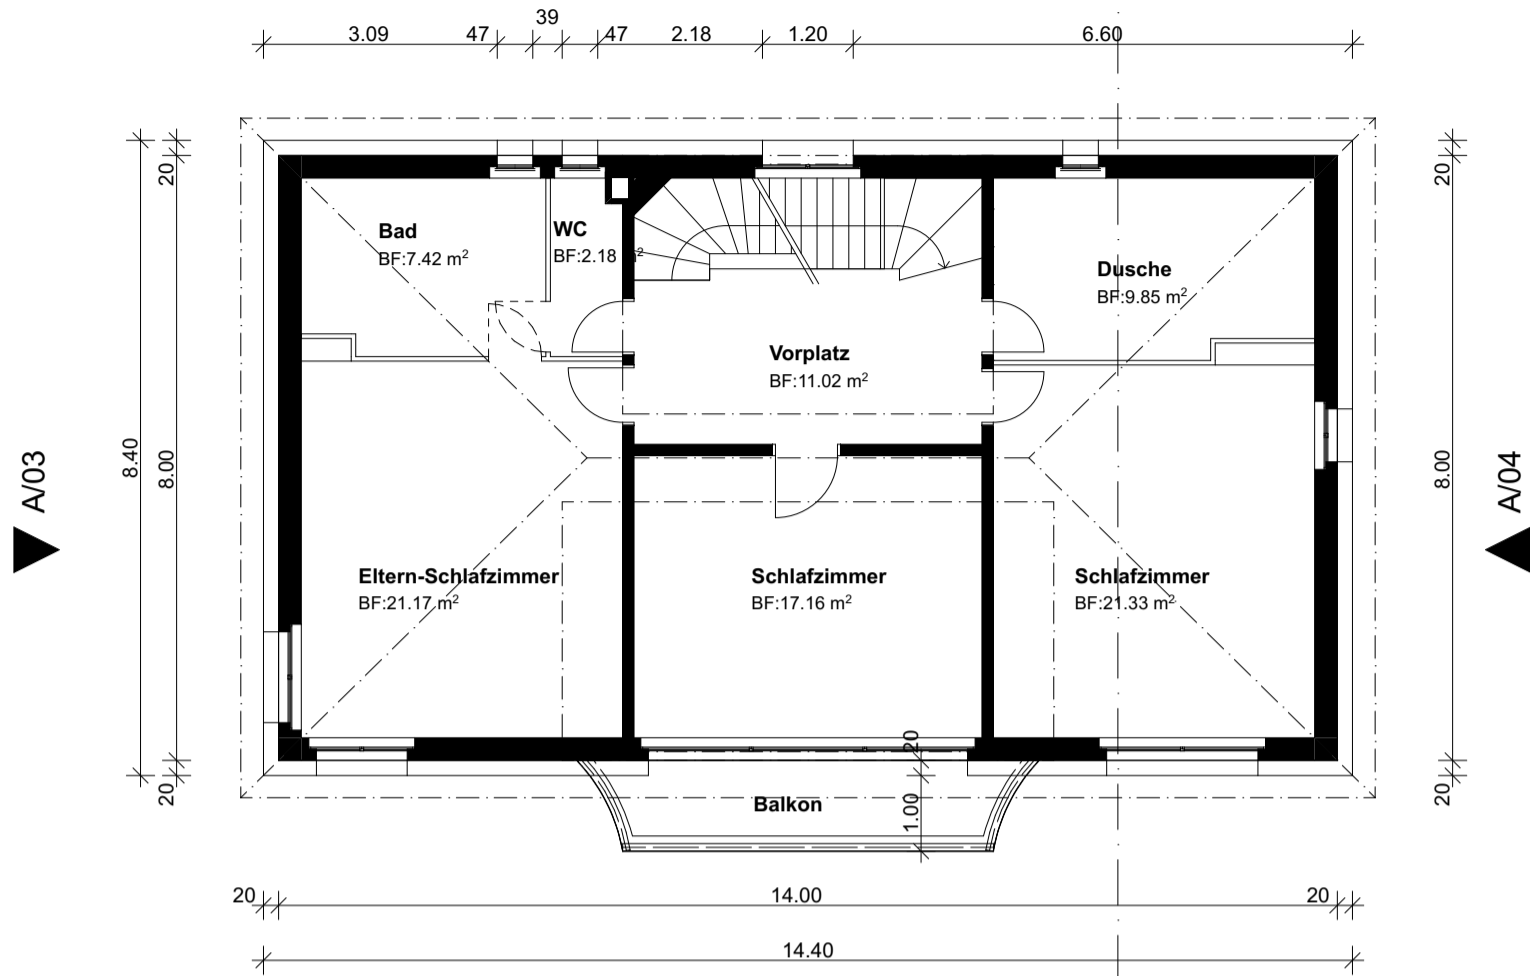 39
3.09
47
47
2.18
1.20
6.60
20
20
Bad
BF:7.42 m²
WC
BF:2.18 m²
Dusche
BF:9.85 m²
Vorplatz
BF:11.02 m²
A/03
8.40
8.00
8.00
A/04
Eltern-Schlafzimmer
BF:21.17 m²
Schlafzimmer
BF:17.16 m²
Schlafzimmer
BF:21.33 m²
20
20
20
Balkon
1.00
20
14.00
20
14.40